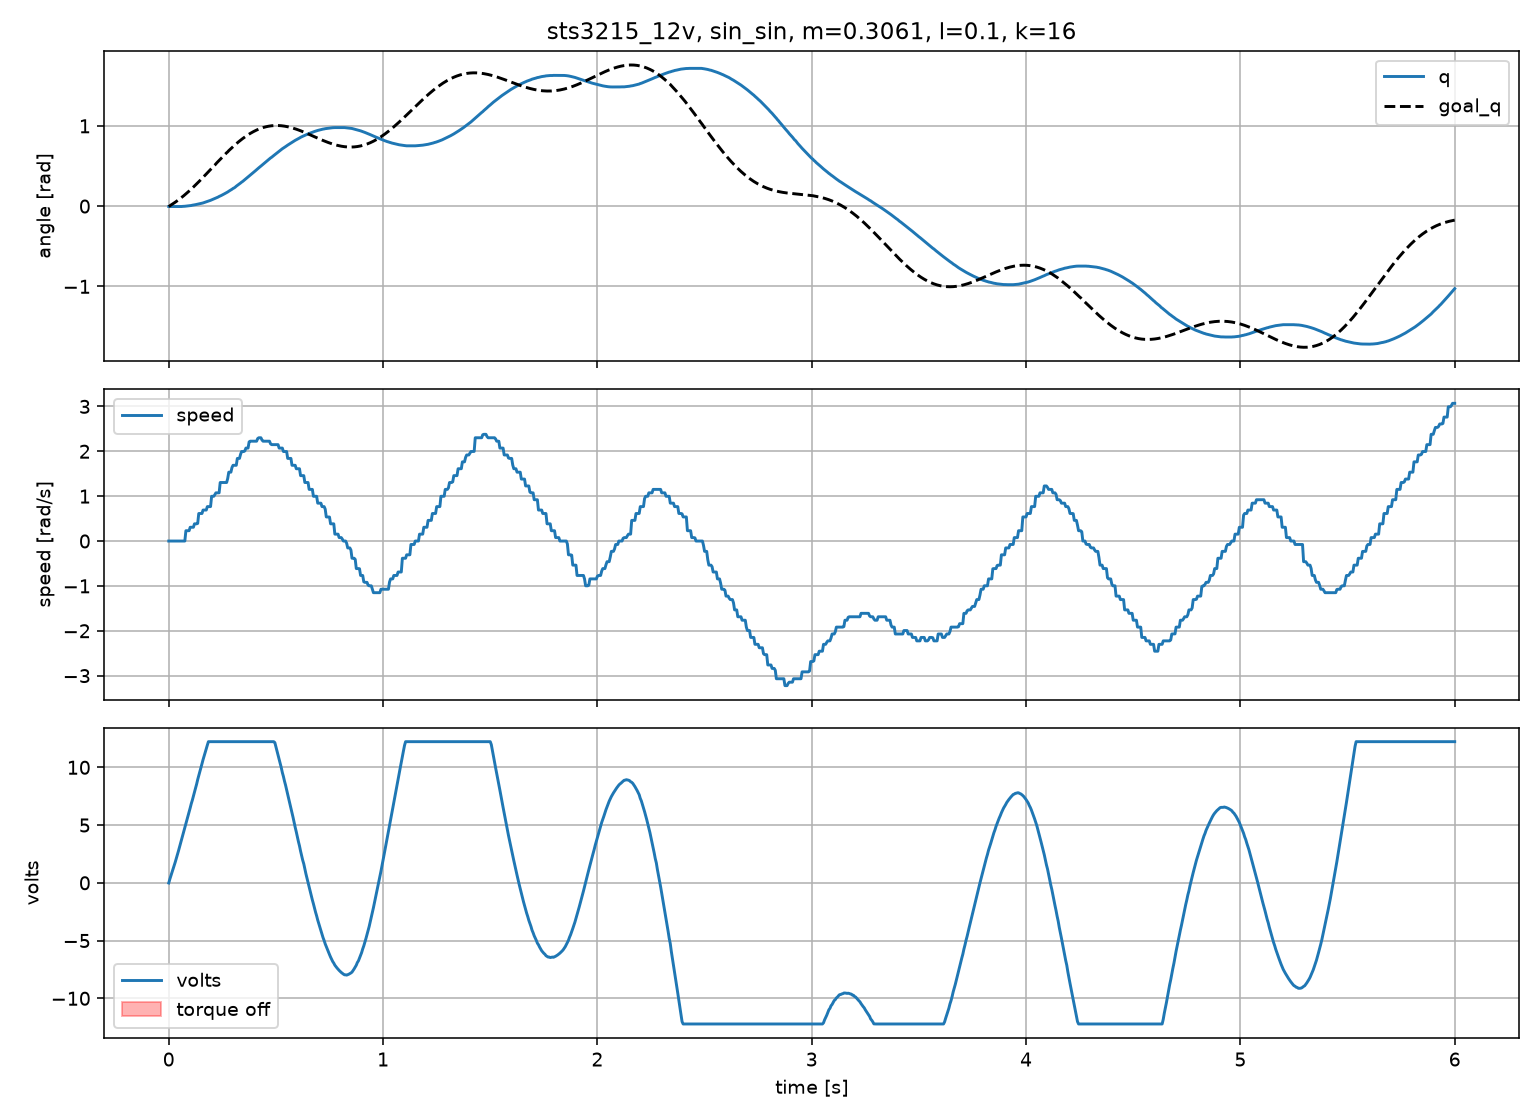 sts3215_12v, sin_sin, m=0.3061, l=0.1, k=16
angle [rad]
1
0
−1
q
goal_q
speed [rad/s]
3
2
1
0
−1
−2
−3
speed
volts
10
5
0
−5
−10
volts
torque off
0 1 2 3 4 5 6
time [s]